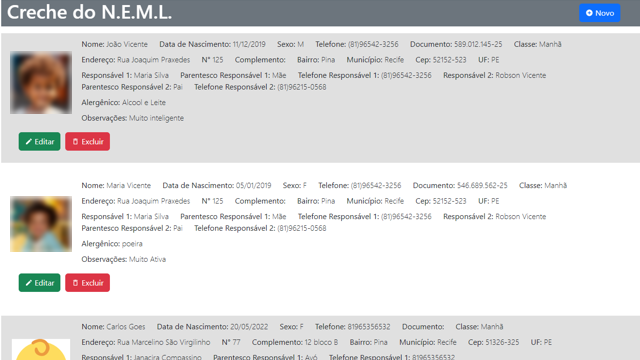 Creche do N.E.M.L.
Novo
Nome: João Vicente Data de Nascimento: 11/12/2019 Sexo: M Telefone: (81)96542-3256 Documento: 589.012.145-25 Classe: Manhã
Endereço: Rua Joaquim Praxedes N° 125 Complemento: Bairro: Pina Município: Recife Cep: 52152-523 UF: PE
Responsável 1: Maria Silva Parentesco Responsável 1: Mãe Telefone Responsável 1: (81)96542-3256 Responsável 2: Robson Vicente
Parentesco Responsável 2: Pai Telefone Responsável 2: (81)96215-0568
Alergênico: Alcool e Leite
Observações: Muito inteligente
Editar Excluir
Nome: Maria Vicente Data de Nascimento: 05/01/2019 Sexo: F Telefone: (81)96542-3256 Documento: 546.689.562-25 Classe: Manhã
Endereço: Rua Joaquim Praxedes N° 125 Complemento: Bairro: Pina Município: Recife Cep: 52152-523 UF: PE
Responsável 1: Maria Silva Parentesco Responsável 1: Mãe Telefone Responsável 1: (81)96542-3256 Responsável 2: Robson Vicente
Parentesco Responsável 2: Pai Telefone Responsável 2: (81)96215-0568
Alergênico: poeira
Observações: Muito Ativa
Editar Excluir
Nome: Carlos Goes Data de Nascimento: 20/05/2022 Sexo: F Telefone: 81965356532 Documento: Classe: Manhã
Endereço: Rua Marcelino São Virgilinho N° 77 Complemento: 12 bloco B Bairro: Pina Município: Recife Cep: 51326-325 UF: PE
Responsável 1: Janacira Compassino Parentesco Responsável 1: Avó Telefone Responsável 1: 81965356532